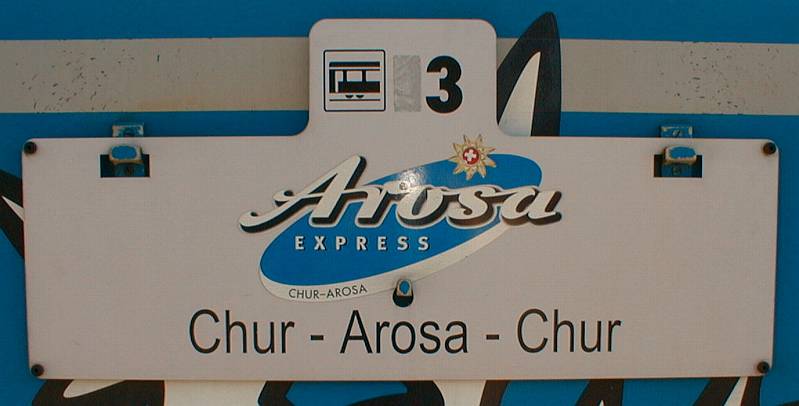 3
Arosa
EXPRESS
CHUR–AROSA
Chur - Arosa - Chur